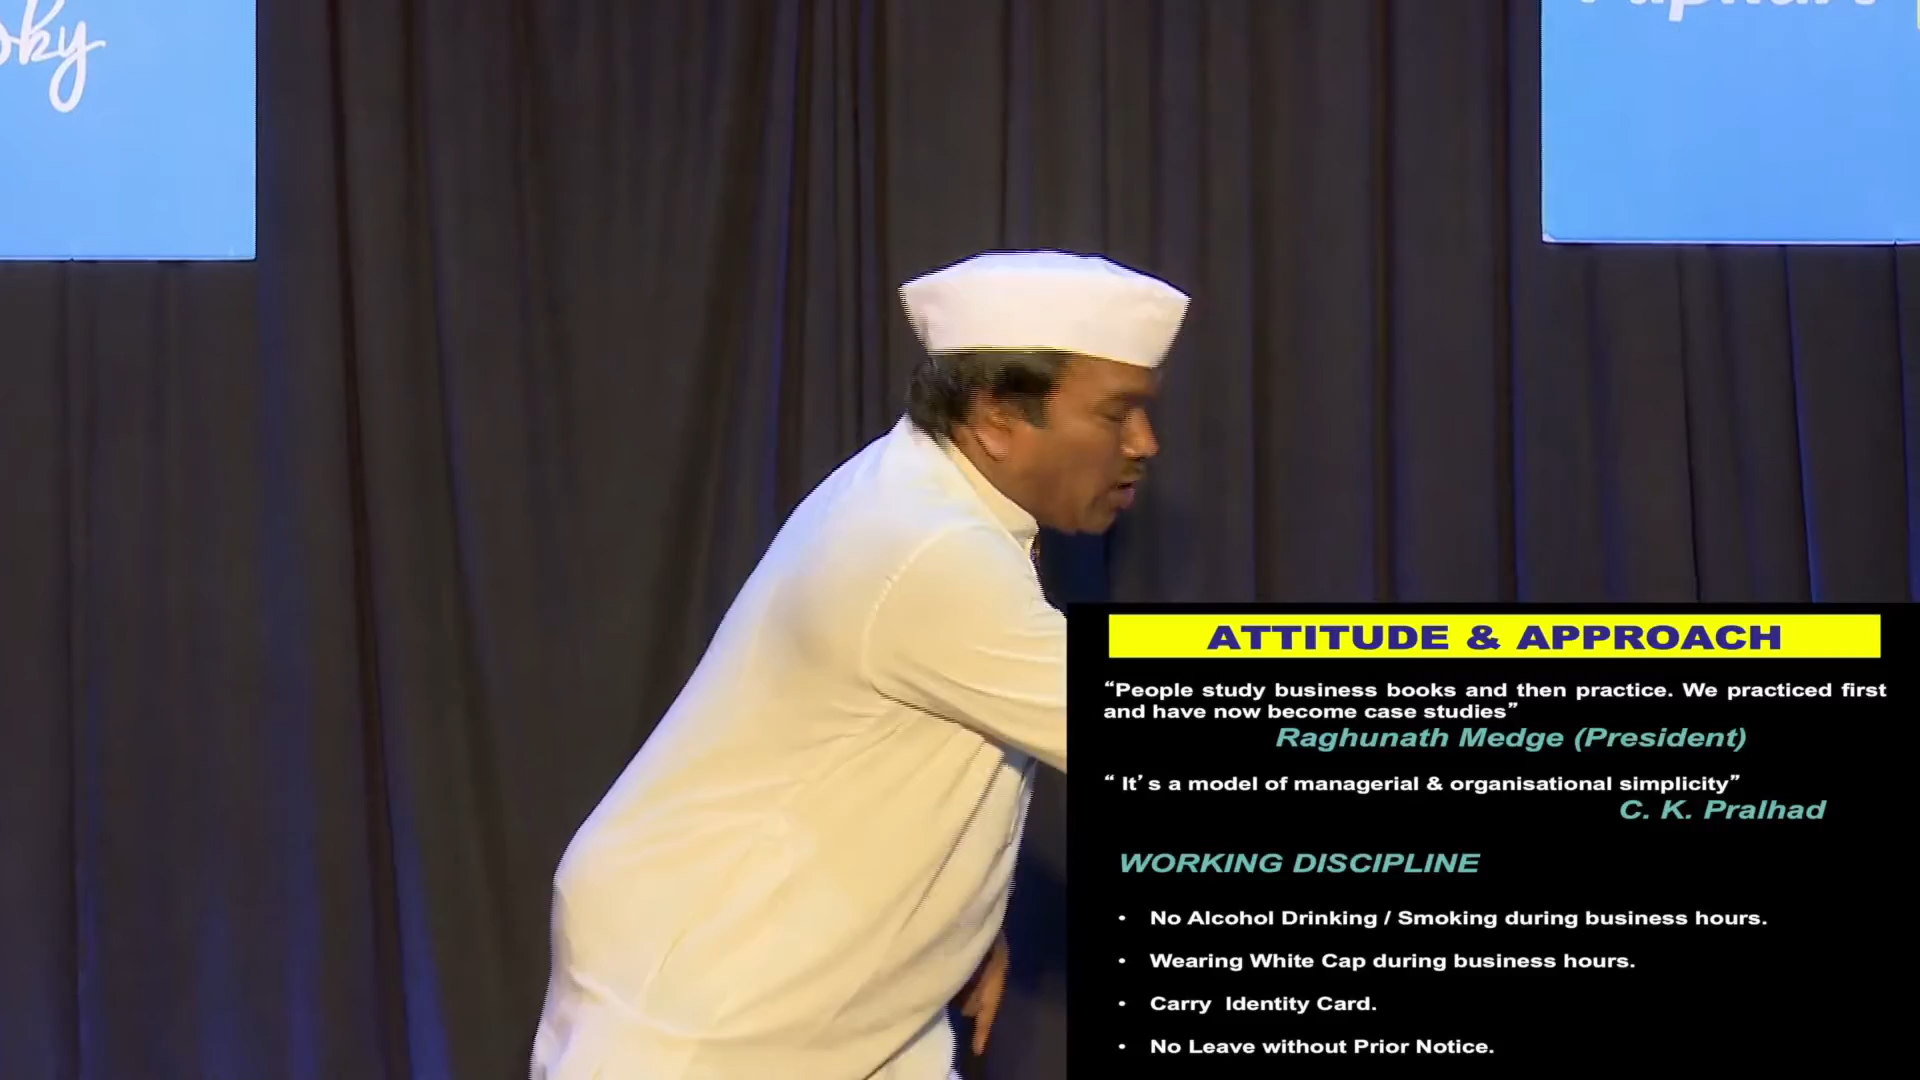 ATTITUDE & APPROACH
“People study business books and then practice. We practiced first
and have now become case studies”
Raghunath Medge (President)
“ It’s a model of managerial & organisational simplicity”
C. K. Pralhad
WORKING DISCIPLINE
• No Alcohol Drinking / Smoking during business hours.
• Wearing White Cap during business hours.
• Carry Identity Card.
• No Leave without Prior Notice.